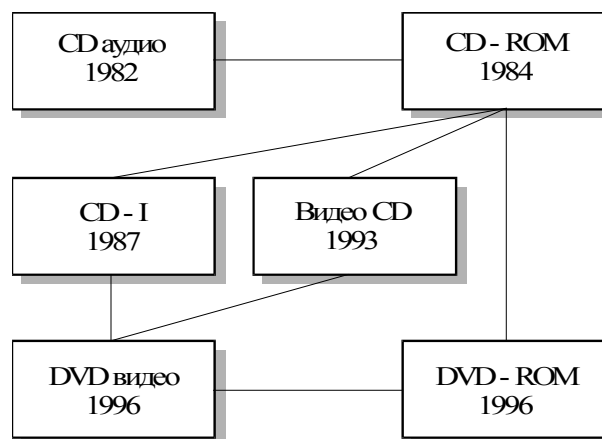 CD аудио
1982
CD - ROM
1984
CD - I
1987
Видео CD
1993
DVD видео
1996
DVD - ROM
1996